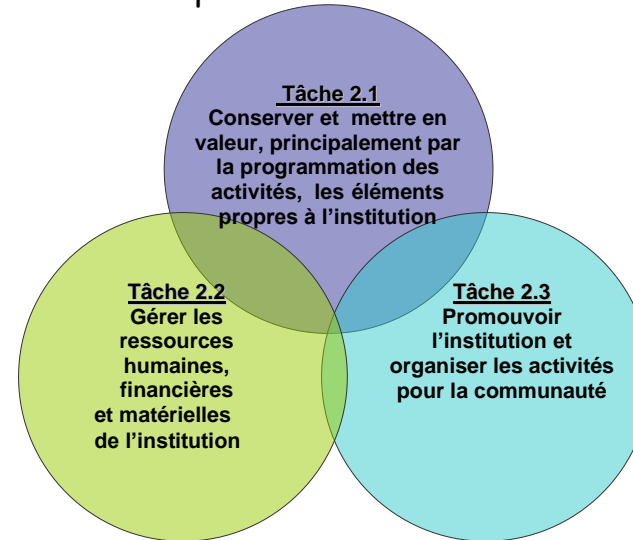 Tâche 2.1
Conserver et mettre en
valeur, principalement par
la programmation des
activités, les éléments
propres à l'institution
Tâche 2.2
Gérer les
ressources
humaines,
financières
et matérielles
de l'institution
Tâche 2.3
Promouvoir
l'institution et
organiser les activités
pour la communauté